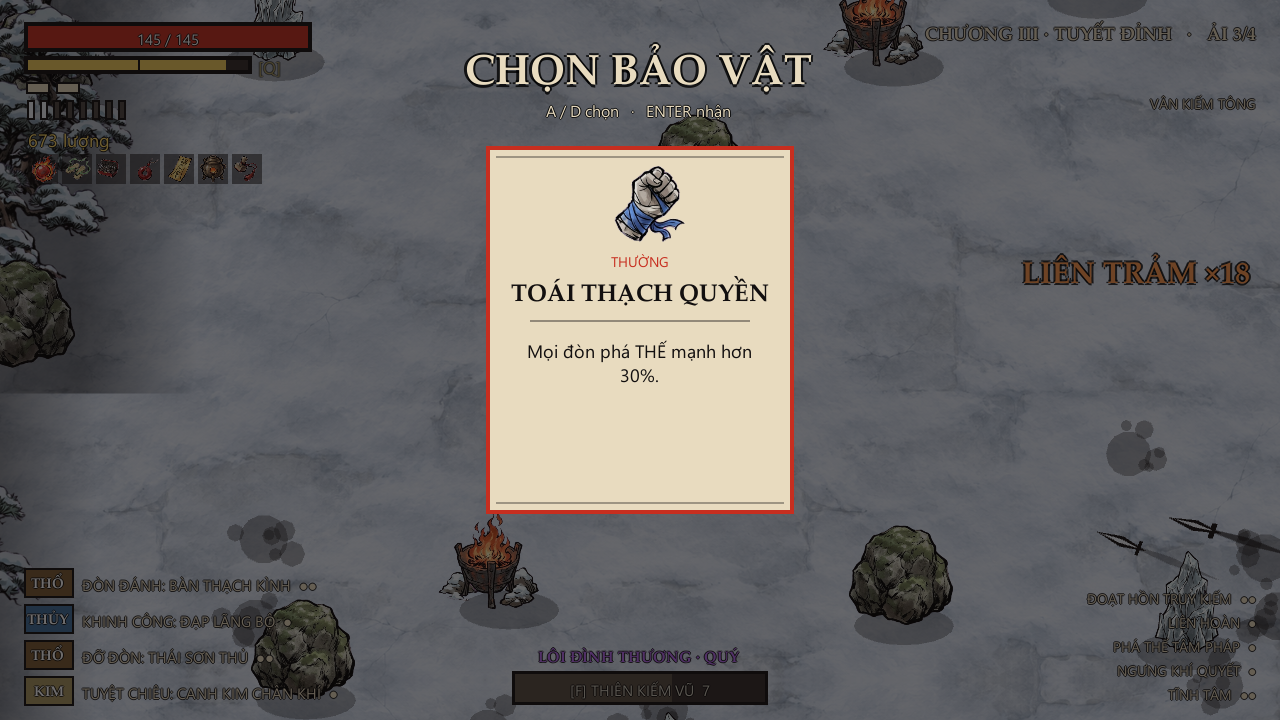 145 / 145
[Q]
673 lượng
CHƯƠNG III · TUYẾT ĐỈNH · ẢI 3/4
VÂN KIẾM TÔNG
CHỌN BẢO VẬT
A / D chọn · ENTER nhận
THƯỜNG
TOÁI THẠCH QUYỀN
Mọi đòn phá THẾ mạnh hơn
30%.
LIÊN TRẢM ×18
THỔ ĐÒN ĐÁNH: BÀN THẠCH KÌNH
THỦY KHINH CÔNG: ĐẠP LÃNG BỘ
THỔ ĐỠ ĐÒN: THÁI SƠN THỦ
KIM TUYỆT CHIÊU: CANH KIM CHÂN KHÍ
LÔI ĐÌNH THƯƠNG · QUÝ
[F] THIÊN KIẾM VŨ 7
ĐOẠT HỒN TRUY KIẾM
LIÊN HOÀN
PHÁ THẾ TÂM PHÁP
NGƯNG KHÍ QUYẾT
TĨNH TÂM